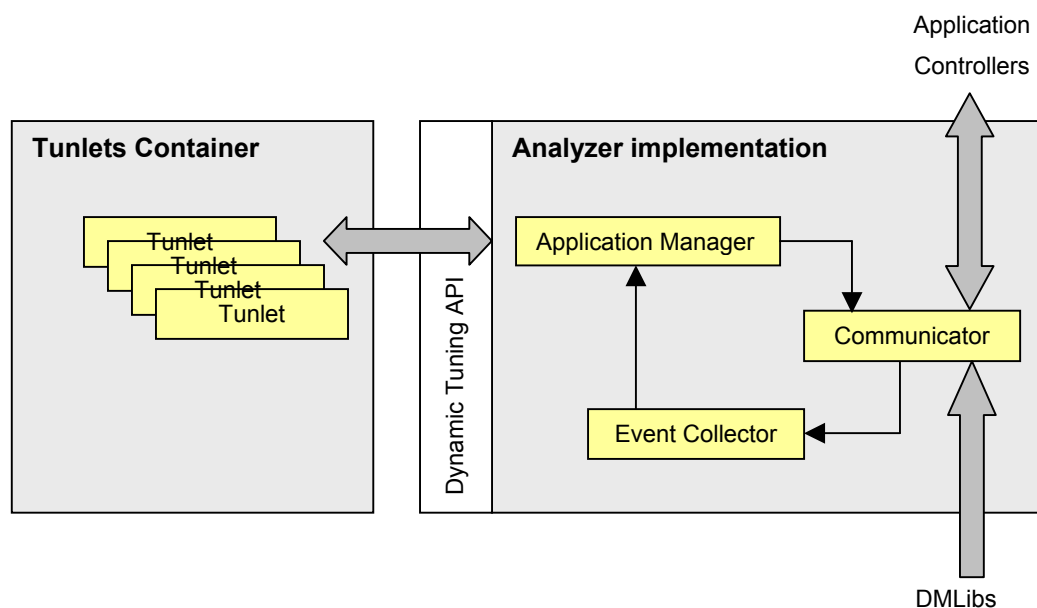 Application
Controllers
Tunlets Container
Analyzer implementation
Tunlet
Tunlet
Tunlet
Tunlet
Dynamic Tuning API
Application Manager
Communicator
Event Collector
DMLibs